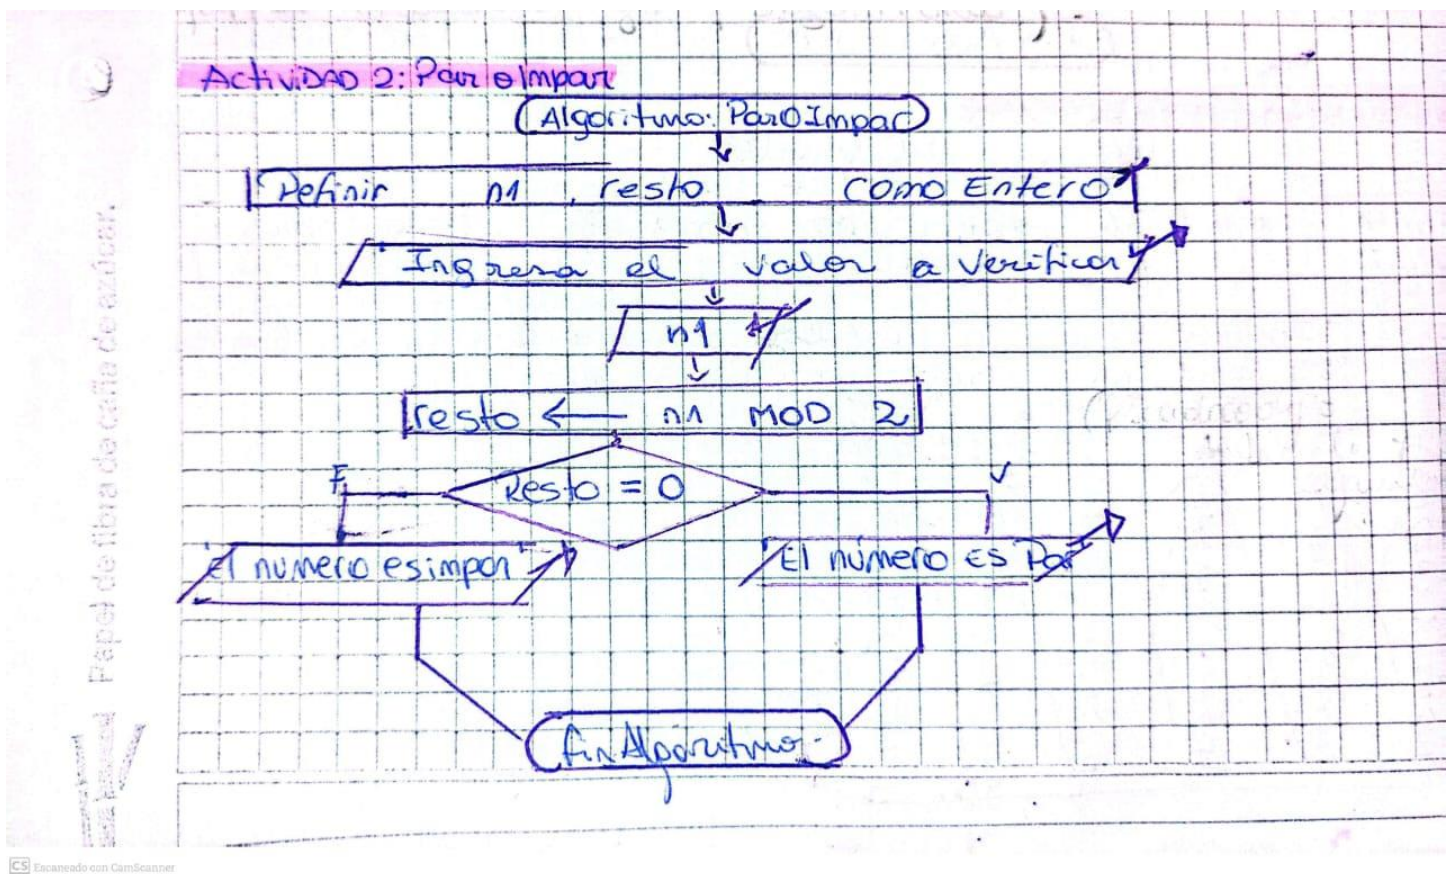 Actividad 2: Par o Impar
Algoritmo: ParOImpar
Definir n1, resto como Entero
"Ingresa el valor a verificar"
n1
resto ← n1 MOD 2
F Resto = 0 V
"El numero es impar" "El número es Par"
Fin Algoritmo.
Papel de fibra de caña de azúcar.
CS Escaneado con CamScanner